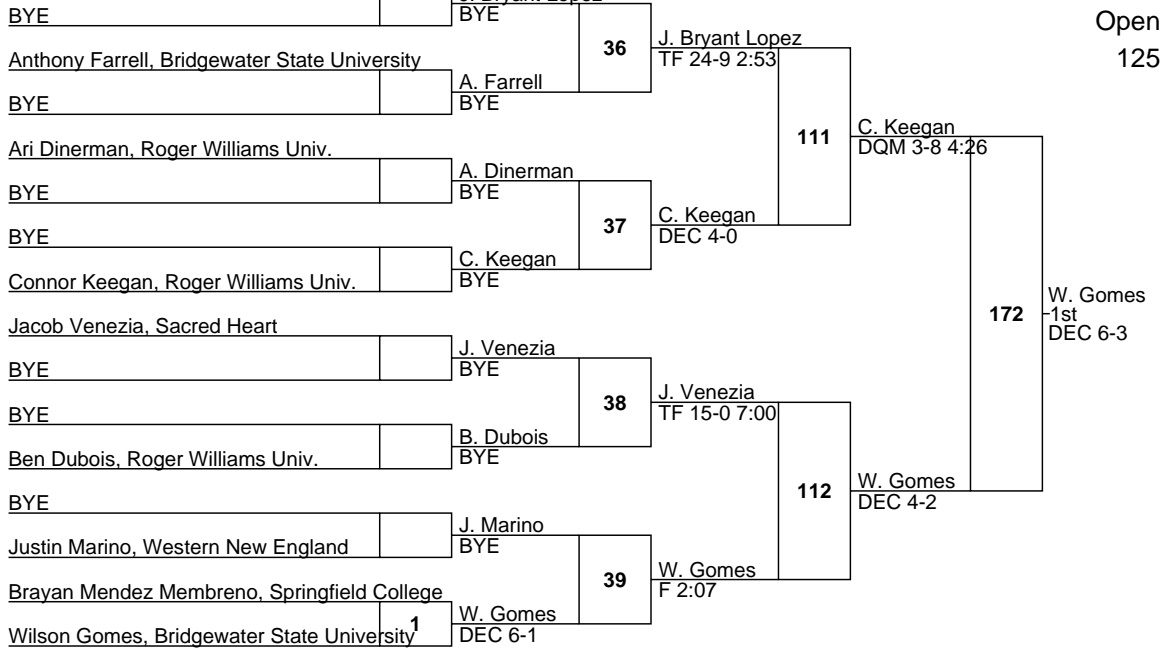 BYE
BYE
Open
125
36
J. Bryant Lopez
TF 24-9 2:53
Anthony Farrell, Bridgewater State University
A. Farrell
BYE
BYE
111
C. Keegan
DQM 3-8 4:26
Ari Dinerman, Roger Williams Univ.
A. Dinerman
BYE
BYE
37
C. Keegan
DEC 4-0
BYE
C. Keegan
BYE
Connor Keegan, Roger Williams Univ.
172
W. Gomes
1st
DEC 6-3
Jacob Venezia, Sacred Heart
J. Venezia
BYE
BYE
38
J. Venezia
TF 15-0 7:00
BYE
B. Dubois
BYE
Ben Dubois, Roger Williams Univ.
112
W. Gomes
DEC 4-2
BYE
J. Marino
BYE
Justin Marino, Western New England
39
W. Gomes
F 2:07
Brayan Mendez Membreno, Springfield College
1
W. Gomes
DEC 6-1
Wilson Gomes, Bridgewater State University